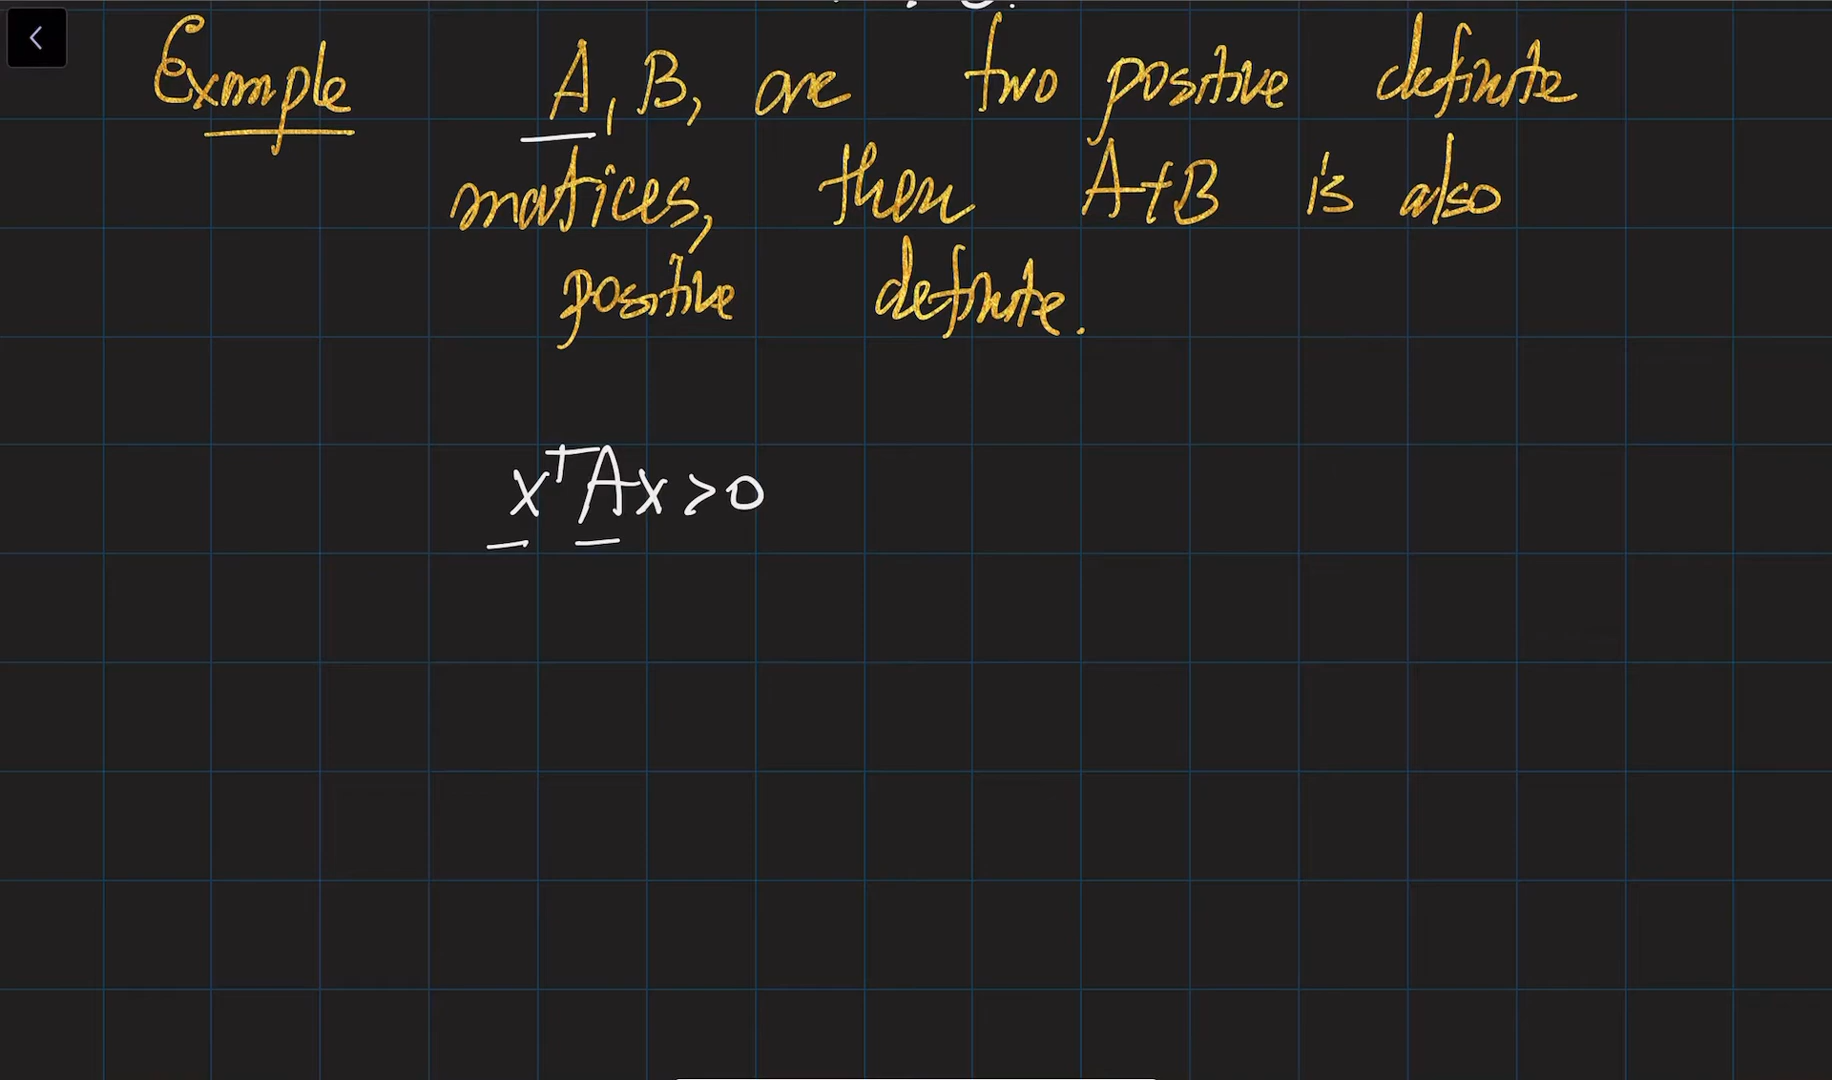 Example A, B, are two positive definite
matices, then A+B is also
positive definite.
xᵀAx>0